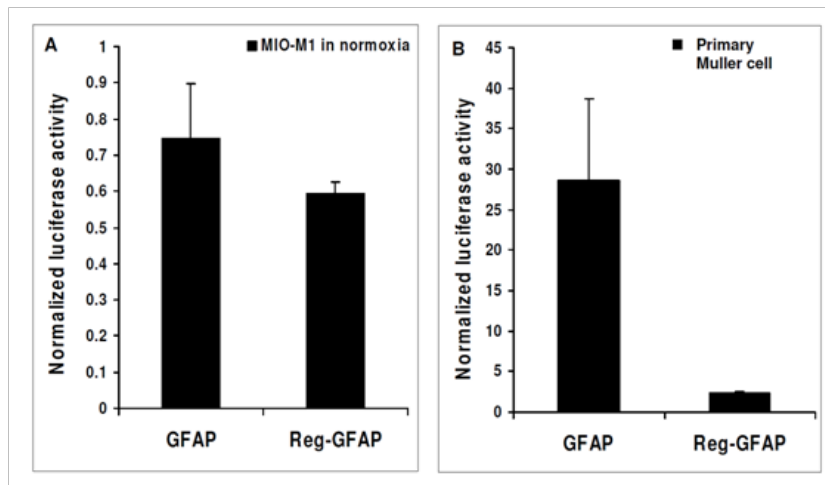 A
MIO-M1 in normoxia
Normalized luciferase activity
1
0.9
0.8
0.7
0.6
0.5
0.4
0.3
0.2
0.1
0
GFAP
Reg-GFAP
B
Primary
Muller cell
Normalized luciferase activity
45
40
35
30
25
20
15
10
5
0
GFAP
Reg-GFAP